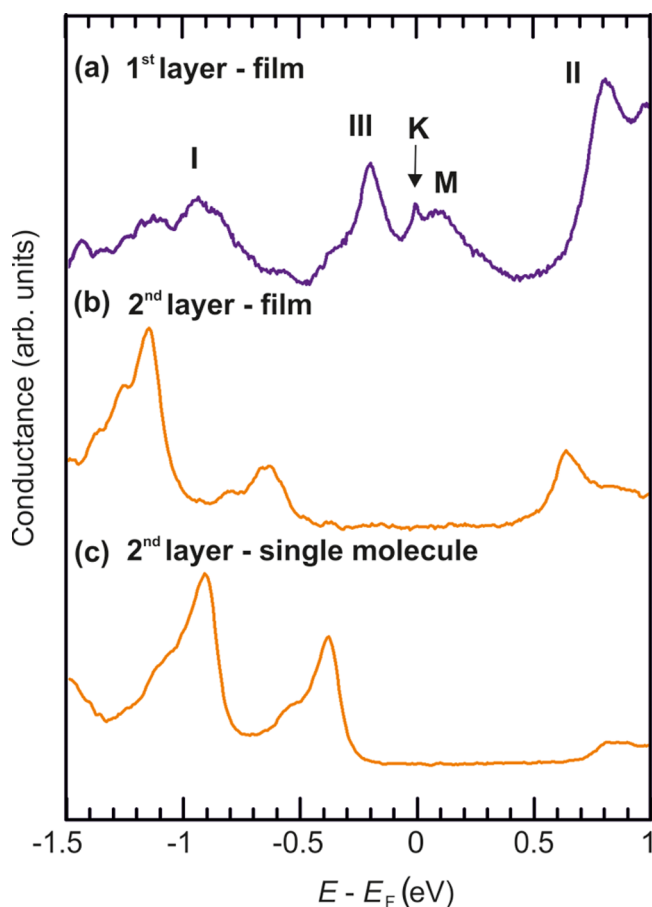 (a) 1st layer - film
II
III
K
I
M
(b) 2nd layer - film
(c) 2nd layer - single molecule
Conductance (arb. units)
-1.5 -1 -0.5 0 0.5 1
E - EF (eV)